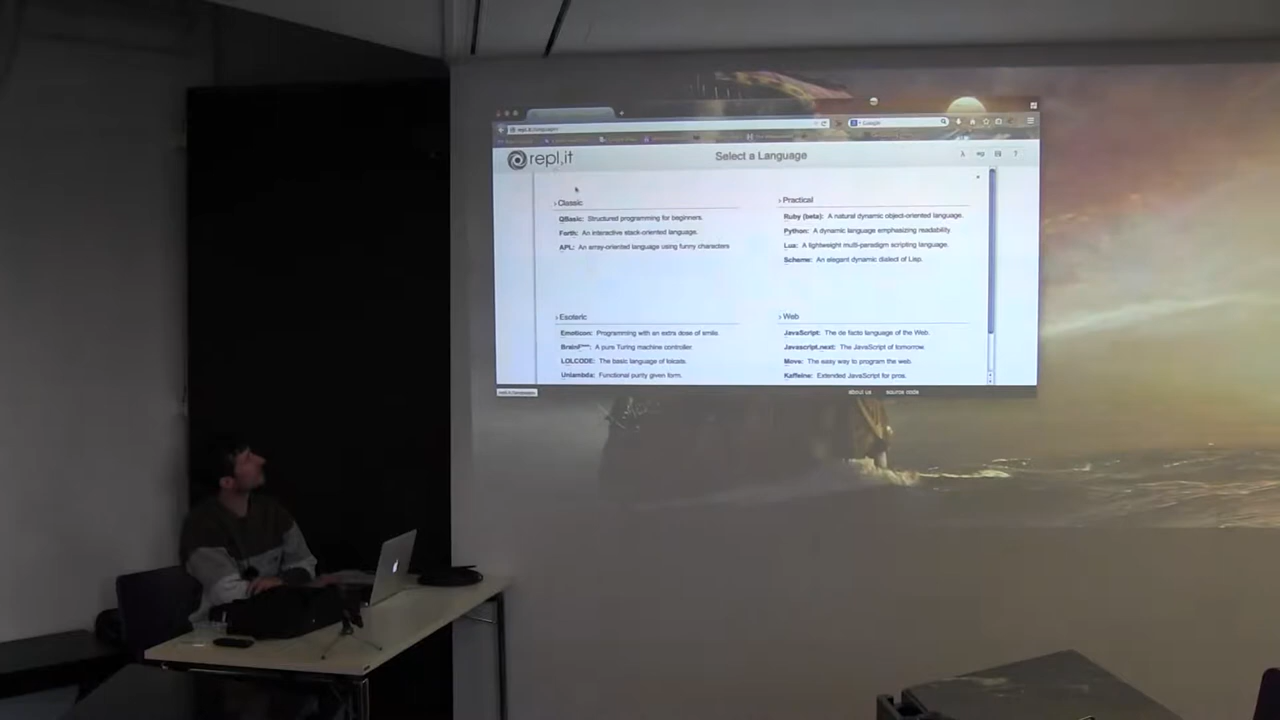 repl.it/languages
Google
repl.it
Select a Language
?
Classic
QBasic: Structured programming for beginners.
Forth: An interactive stack-oriented language.
APL: An array-oriented language using funny characters
Practical
Ruby (beta): A natural dynamic object-oriented language.
Python: A dynamic language emphasizing readability
Lua: A lightweight multi-paradigm scripting language.
Scheme: An elegant dynamic dialect of Lisp.
Esoteric
Emoticon: Programming with an extra dose of smile.
BrainF***: A pure Turing machine controller.
LOLCODE: The basic language of lolcats.
Unlambda: Functional purity given form.
Web
JavaScript: The de facto language of the Web.
Javascript.next: The JavaScript of tomorrow.
Move: The easy way to program the web.
Kaffeine: Extended JavaScript for pros.
about us
source code